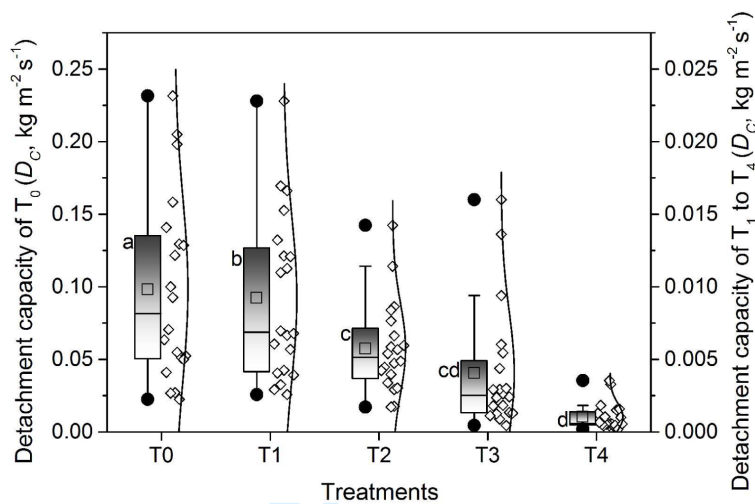 Detachment capacity of T0 (DC, kg m-2 s-1)
0.25
0.20
0.15
0.10
0.05
0.00
a
b
c
cd
d
T0 T1 T2 T3 T4
Treatments
0.025
0.020
0.015
0.010
0.005
0.000
Detachment capacity of T1 to T4 (DC, kg m-2 s-1)